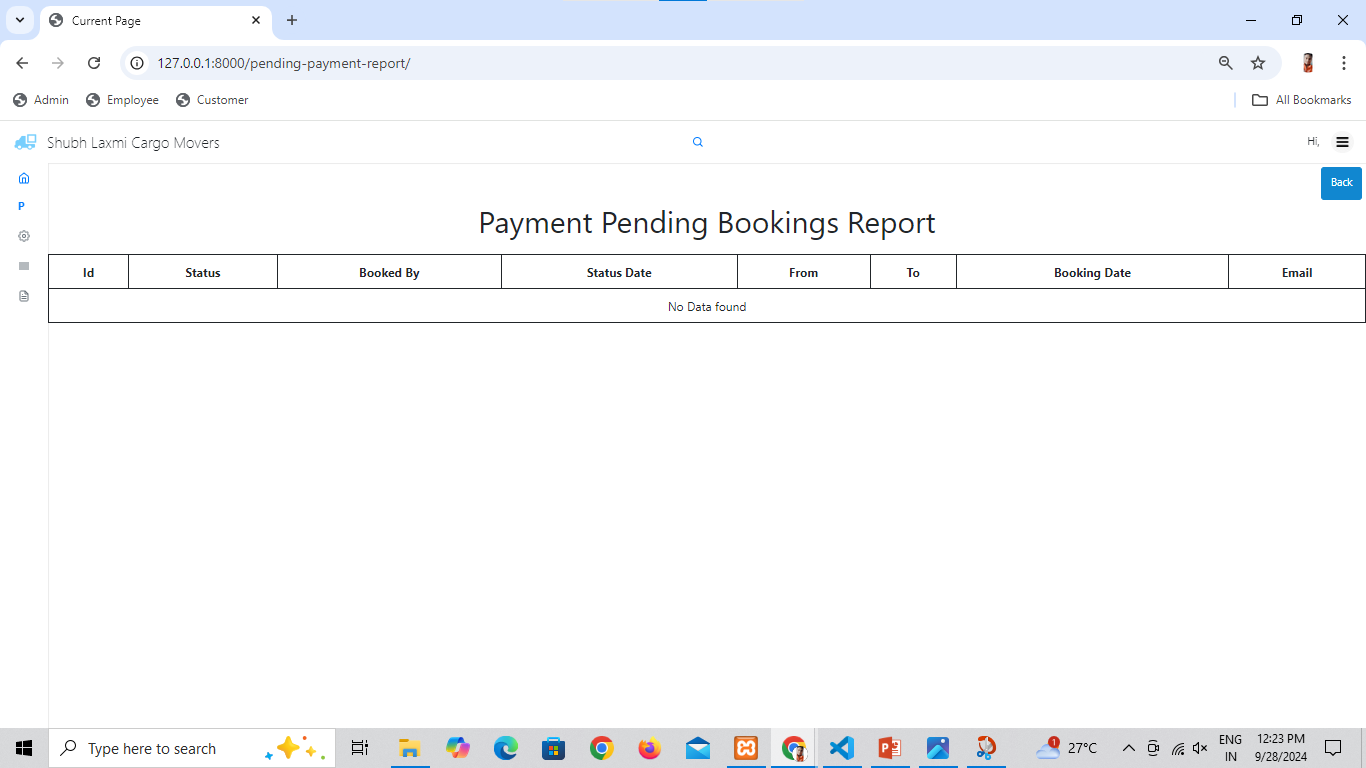 Current Page
127.0.0.1:8000/pending-payment-report/
Admin Employee Customer All Bookmarks
Shubh Laxmi Cargo Movers Hi,
Back
P
Payment Pending Bookings Report
Id Status Booked By Status Date From To Booking Date Email
No Data found
Type here to search 1 27°C ENG 12:23 PM
IN 9/28/2024